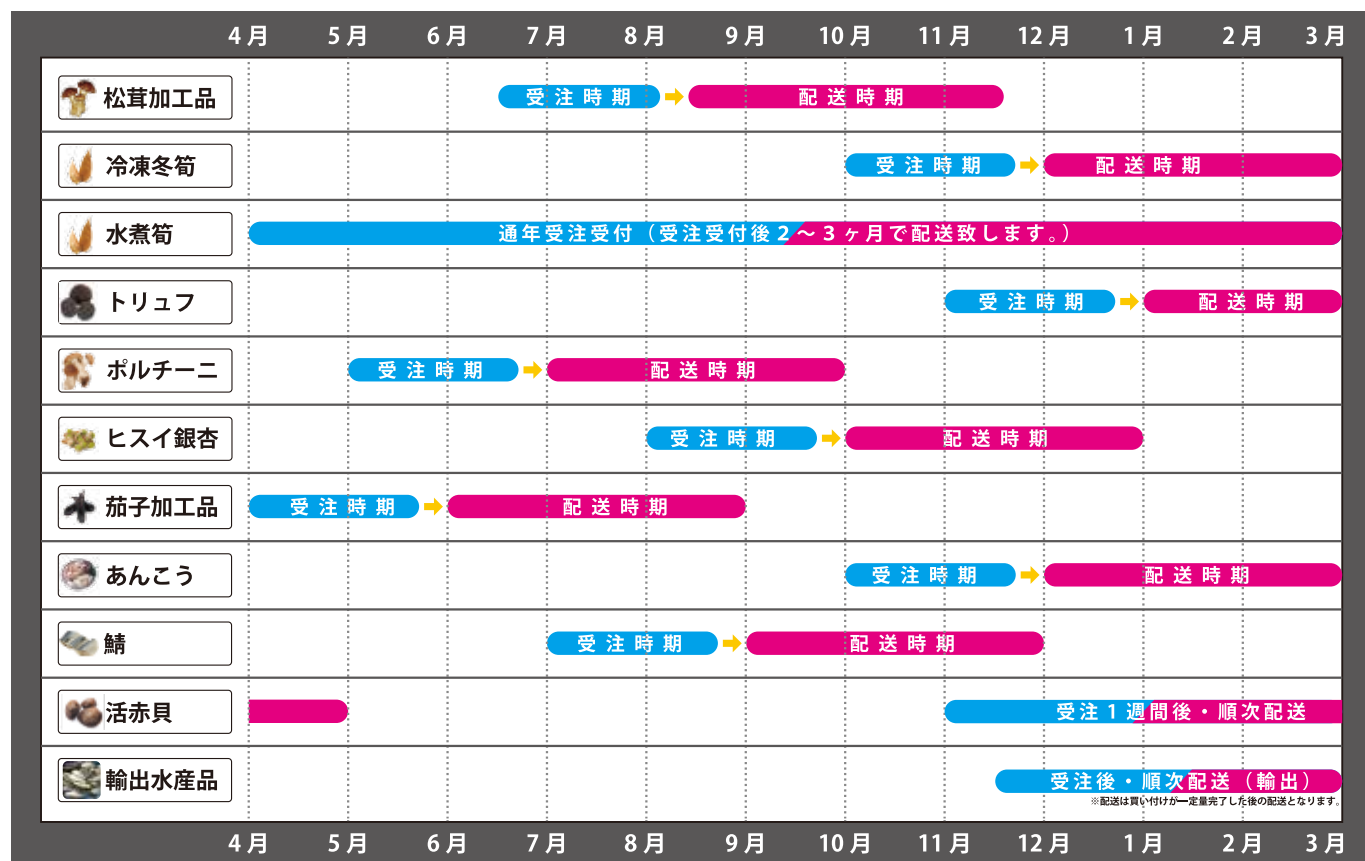 4月 5月 6月 7月 8月 9月 10月 11月 12月 1月 2月 3月
松茸加工品 受注時期 配送時期
冷凍冬筍 受注時期 配送時期
水煮筍 通年受注受付（受注受付後2～3ヶ月で配送致します。）
トリュフ 受注時期 配送時期
ポルチーニ 受注時期 配送時期
ヒスイ銀杏 受注時期 配送時期
茄子加工品 受注時期 配送時期
あんこう 受注時期 配送時期
鯖 受注時期 配送時期
活赤貝 受注1週間後・順次配送
輸出水産品 受注後・順次配送（輸出）
※配送は買い付けが一定量完了した後の配送となります。
4月 5月 6月 7月 8月 9月 10月 11月 12月 1月 2月 3月